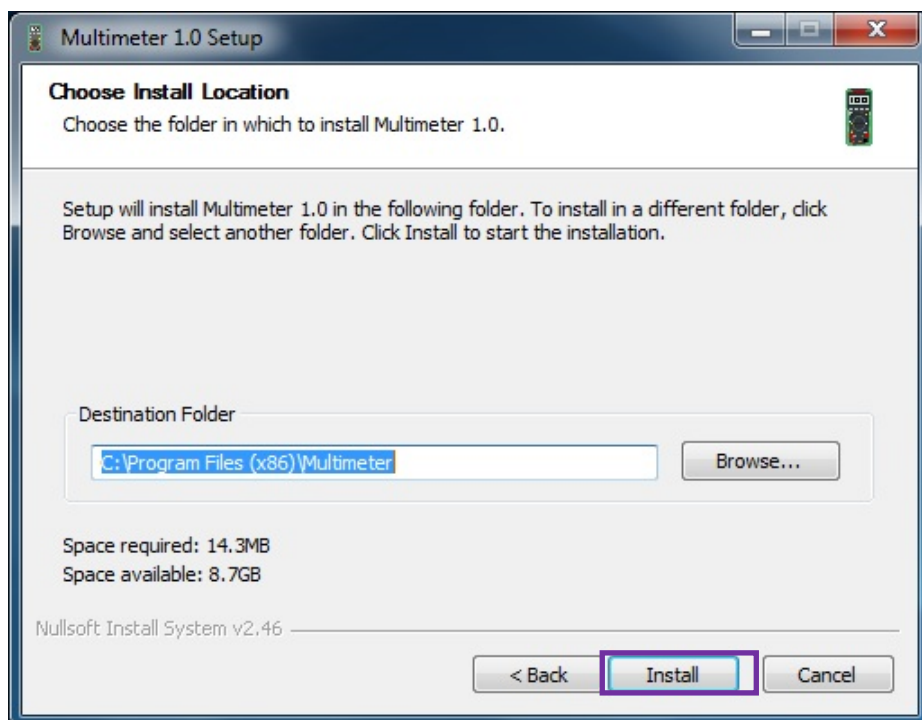 Multimeter 1.0 Setup
Choose Install Location
Choose the folder in which to install Multimeter 1.0.
Setup will install Multimeter 1.0 in the following folder. To install in a different folder, click
Browse and select another folder. Click Install to start the installation.
Destination Folder
C:\Program Files (x86)\Multimeter
Browse...
Space required: 14.3MB
Space available: 8.7GB
Nullsoft Install System v2.46
< Back Install Cancel